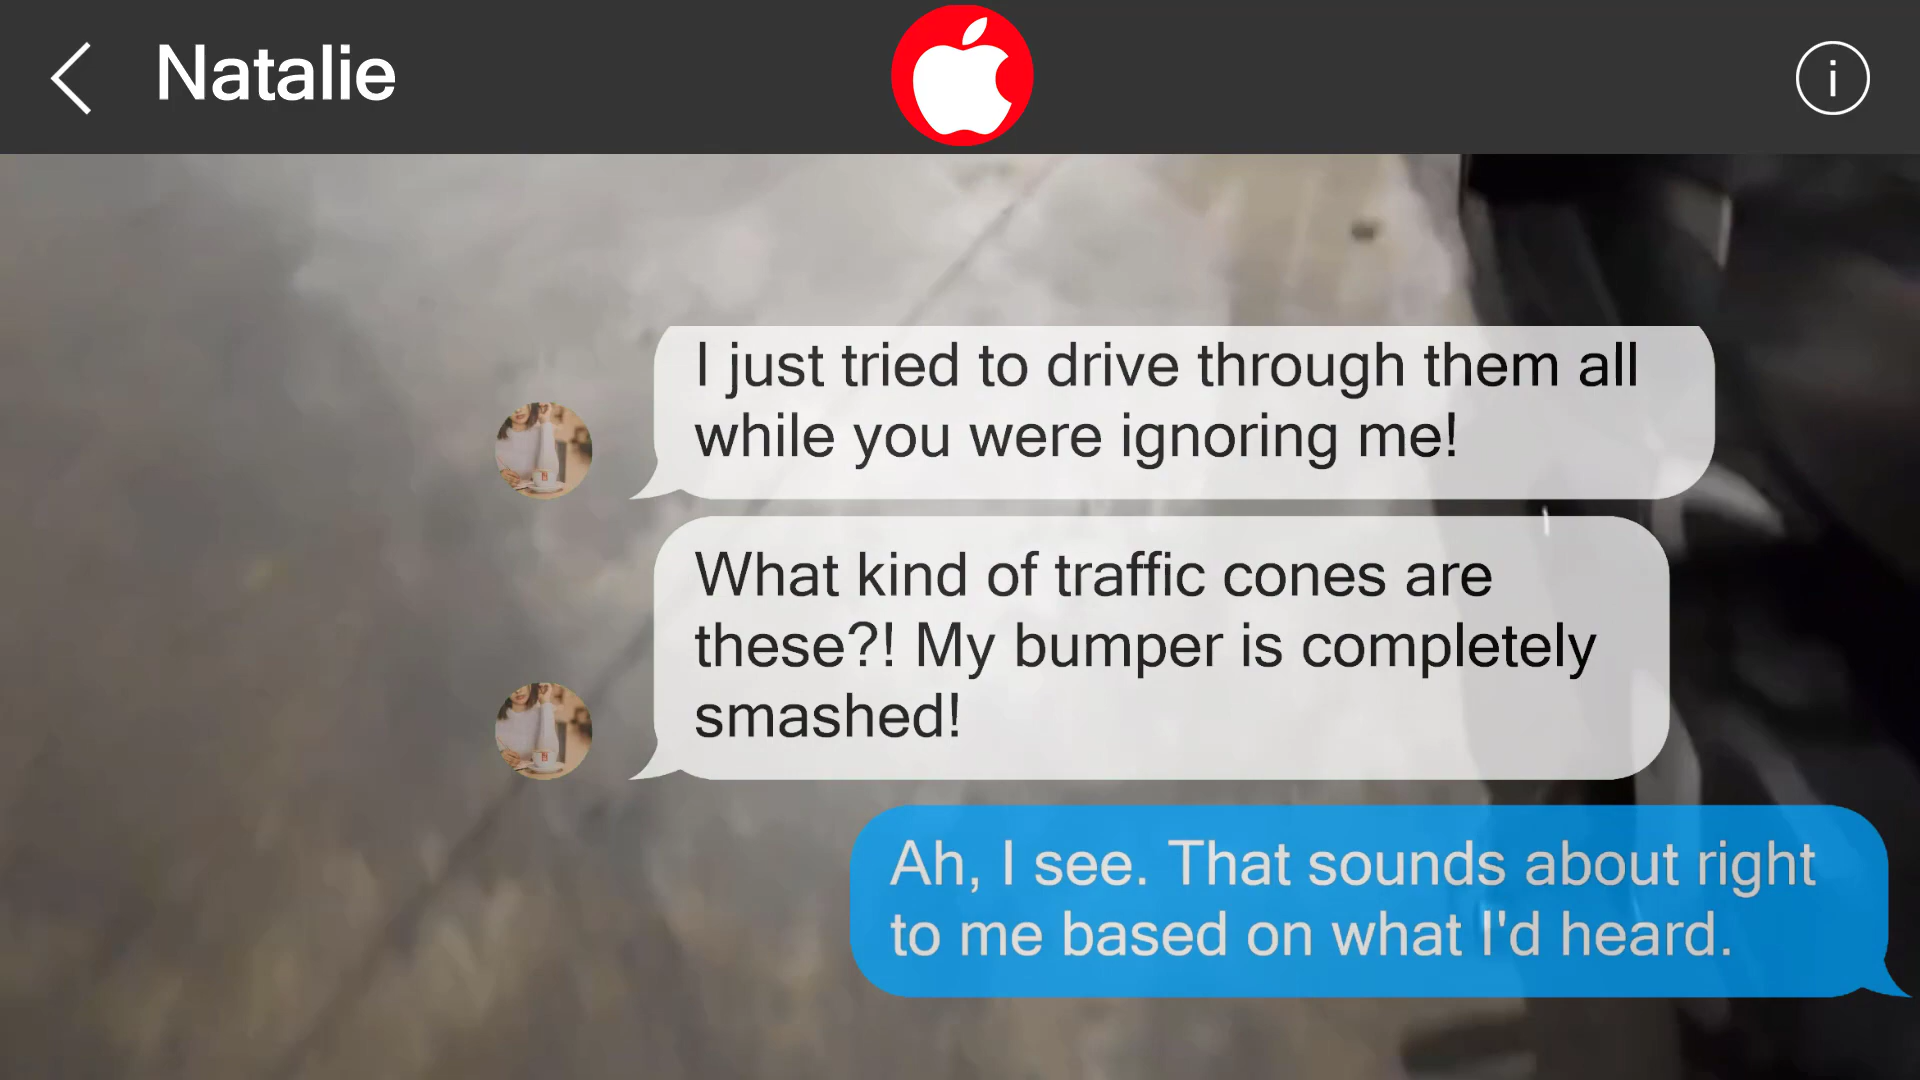 Natalie
i
I just tried to drive through them all
while you were ignoring me!
What kind of traffic cones are
these?! My bumper is completely
smashed!
Ah, I see. That sounds about right
to me based on what I'd heard.